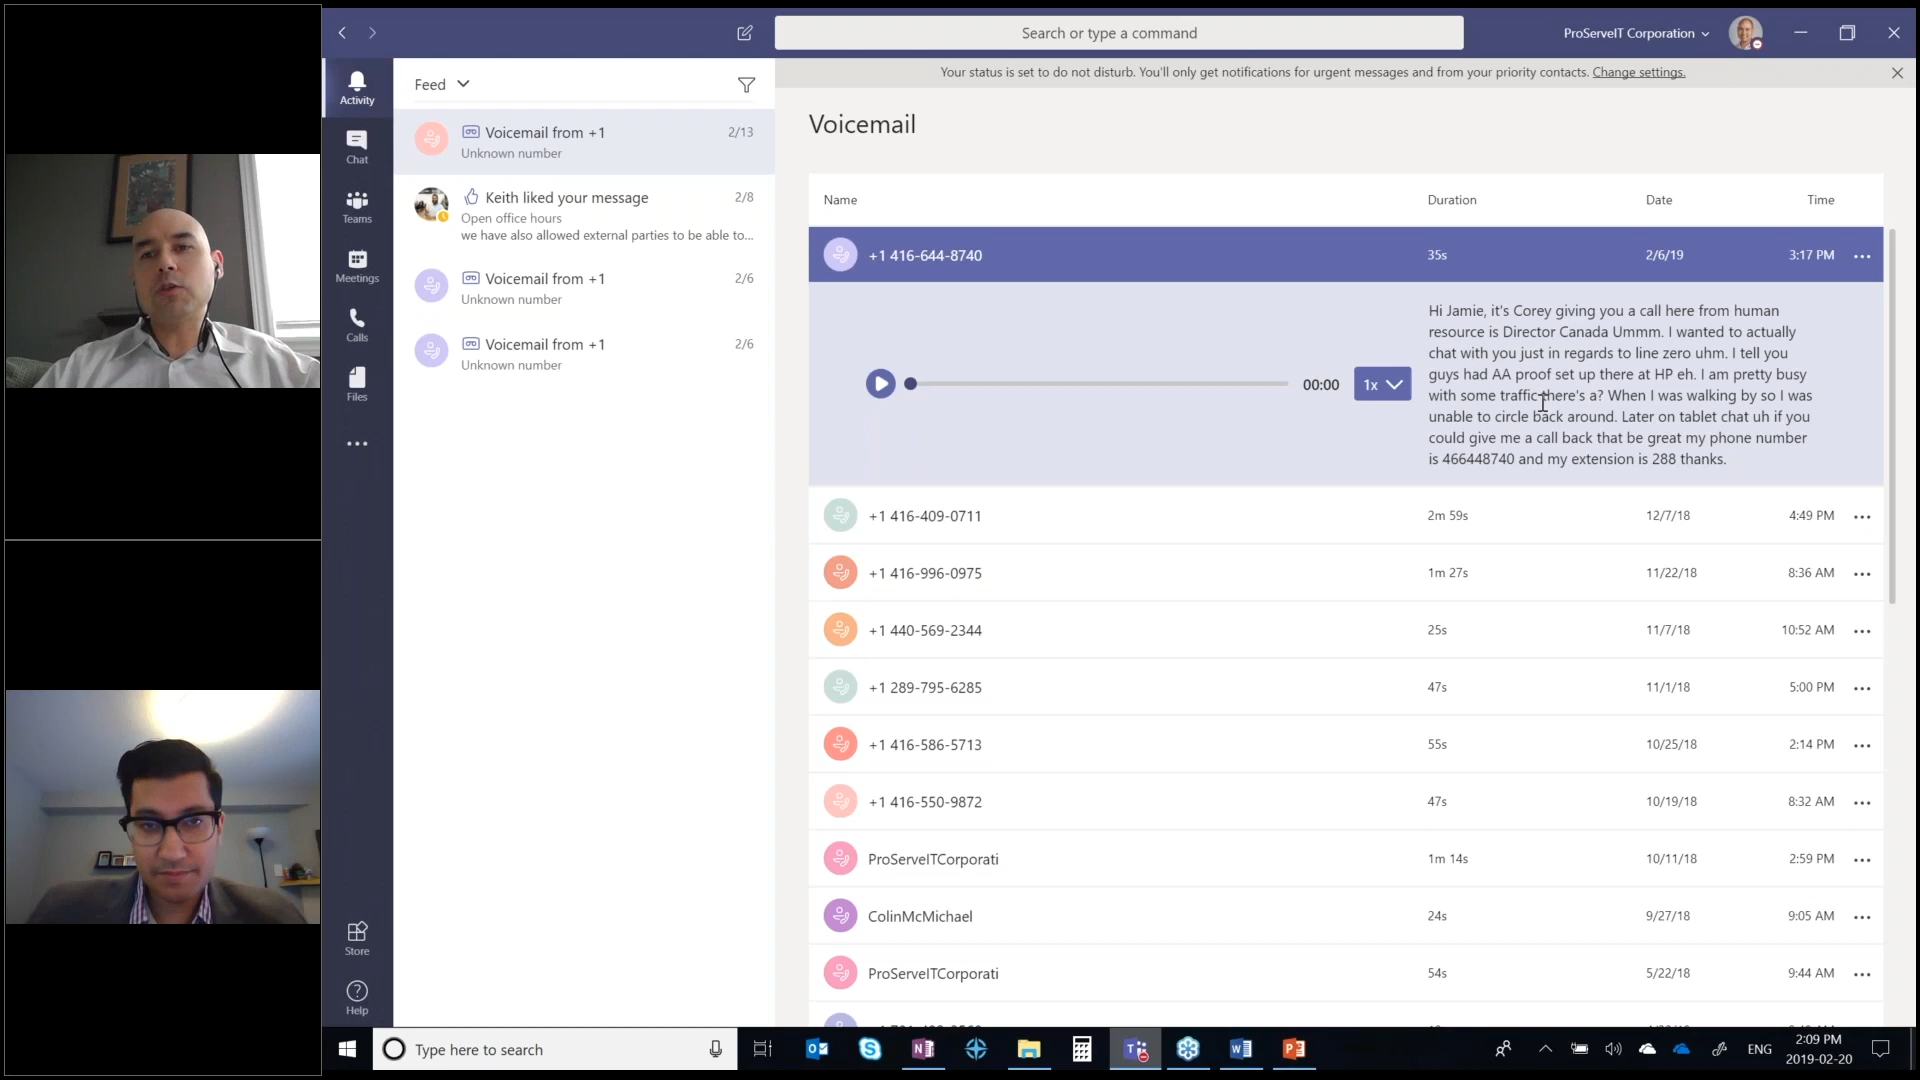 Search or type a command
ProServeIT Corporation
Your status is set to do not disturb. You'll only get notifications for urgent messages and from your priority contacts. Change settings.
Activity
Chat
Teams
Meetings
Calls
Files
Store
Help
Feed
Voicemail from +1 2/13
Unknown number
Keith liked your message 2/8
Open office hours
we have also allowed external parties to be able to...
Voicemail from +1 2/6
Unknown number
Voicemail from +1 2/6
Unknown number
Voicemail
Name Duration Date Time
+1 416-644-8740 35s 2/6/19 3:17 PM
00:00 1x
Hi Jamie, it's Corey giving you a call here from human
resource is Director Canada Ummm. I wanted to actually
chat with you just in regards to line zero uhm. I tell you
guys had AA proof set up there at HP eh. I am pretty busy
with some traffic there's a? When I was walking by so I was
unable to circle back around. Later on tablet chat uh if you
could give me a call back that be great my phone number
is 466448740 and my extension is 288 thanks.
+1 416-409-0711 2m 59s 12/7/18 4:49 PM
+1 416-996-0975 1m 27s 11/22/18 8:36 AM
+1 440-569-2344 25s 11/7/18 10:52 AM
+1 289-795-6285 47s 11/1/18 5:00 PM
+1 416-586-5713 55s 10/25/18 2:14 PM
+1 416-550-9872 47s 10/19/18 8:32 AM
ProServeITCorporati 1m 14s 10/11/18 2:59 PM
ColinMcMichael 24s 9/27/18 9:05 AM
ProServeITCorporati 54s 5/22/18 9:44 AM
Type here to search
ENG
2:09 PM
2019-02-20